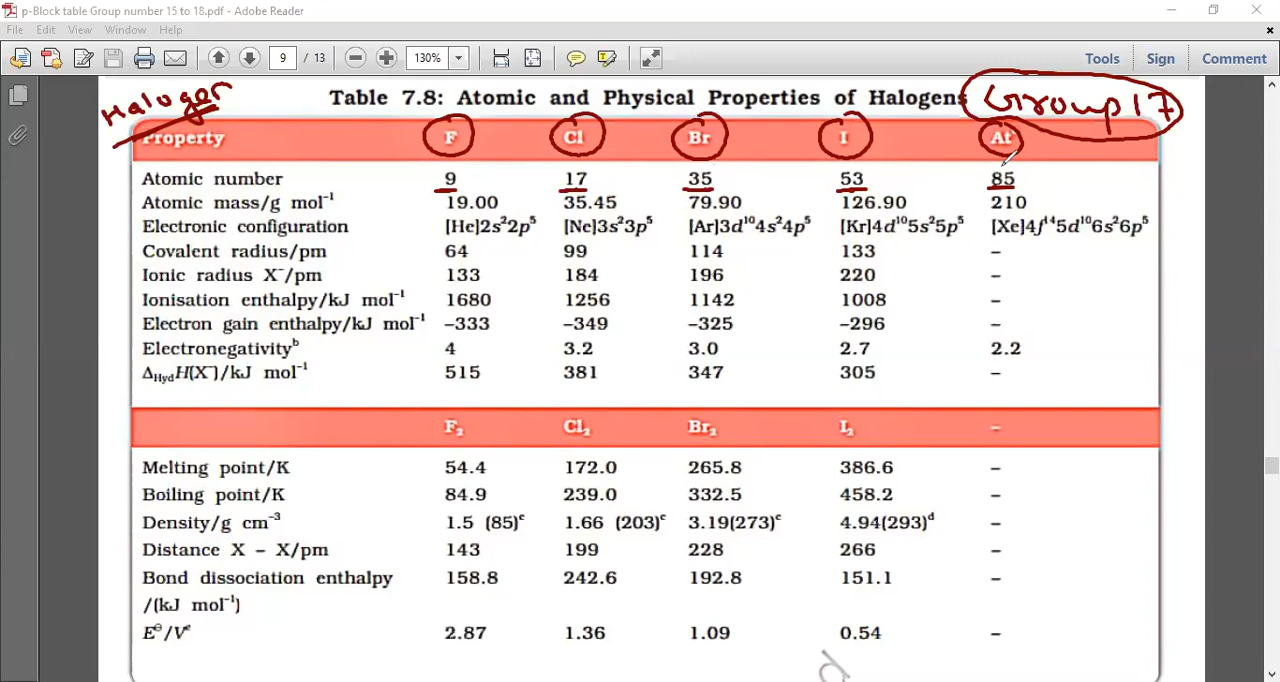 p-Block table Group number 15 to 18.pdf - Adobe Reader
File Edit View Window Help
9 / 13 130% Tools Sign Comment
Halogen
Table 7.8: Atomic and Physical Properties of Halogens Group 17
Property F Cl Br I At
Atomic number 9 17 35 53 85
Atomic mass/g mol⁻¹ 19.00 35.45 79.90 126.90 210
Electronic configuration [He]2s²2p⁵ [Ne]3s²3p⁵ [Ar]3d¹⁰4s²4p⁵ [Kr]4d¹⁰5s²5p⁵ [Xe]4f¹⁴5d¹⁰6s²6p⁵
Covalent radius/pm 64 99 114 133 –
Ionic radius X⁻/pm 133 184 196 220 –
Ionisation enthalpy/kJ mol⁻¹ 1680 1256 1142 1008 –
Electron gain enthalpy/kJ mol⁻¹ –333 –349 –325 –296 –
Electronegativityᵇ 4 3.2 3.0 2.7 2.2
Δ_Hyd H(X⁻)/kJ mol⁻¹ 515 381 347 305 –
F₂ Cl₂ Br₂ I₂ –
Melting point/K 54.4 172.0 265.8 386.6 –
Boiling point/K 84.9 239.0 332.5 458.2 –
Density/g cm⁻³ 1.5 (85)ᶜ 1.66 (203)ᶜ 3.19(273)ᶜ 4.94(293)ᵈ –
Distance X – X/pm 143 199 228 266 –
Bond dissociation enthalpy 158.8 242.6 192.8 151.1 –
/(kJ mol⁻¹)
E⊖/Vᵉ 2.87 1.36 1.09 0.54 –
d